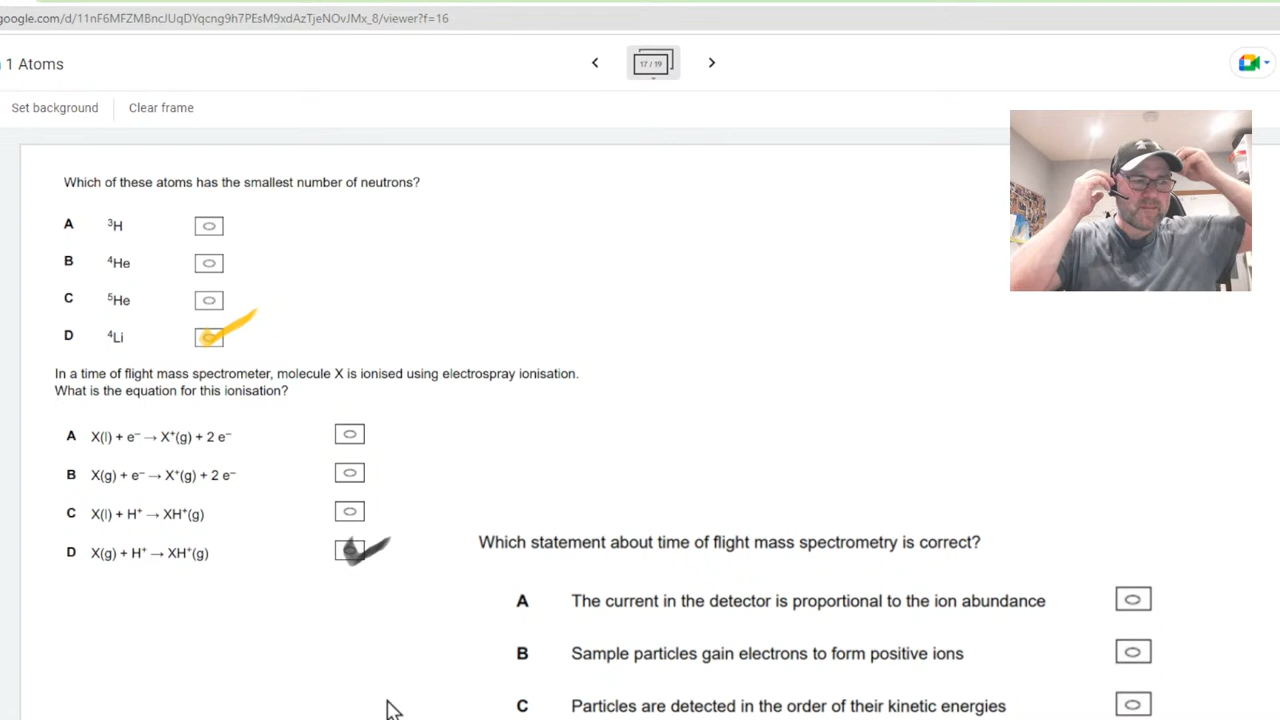 google.com/d/11nF6MFZMBncJUqDYqcng9h7PEsM9xdAzTjeNOvJMx_8/viewer?f=16
1 Atoms
17 / 19
Set background
Clear frame
Which of these atoms has the smallest number of neutrons?
A ³H
B ⁴He
C ⁵He
D ⁴Li
In a time of flight mass spectrometer, molecule X is ionised using electrospray ionisation.
What is the equation for this ionisation?
A X(l) + e⁻ → X⁺(g) + 2 e⁻
B X(g) + e⁻ → X⁺(g) + 2 e⁻
C X(l) + H⁺ → XH⁺(g)
D X(g) + H⁺ → XH⁺(g)
Which statement about time of flight mass spectrometry is correct?
A The current in the detector is proportional to the ion abundance
B Sample particles gain electrons to form positive ions
C Particles are detected in the order of their kinetic energies